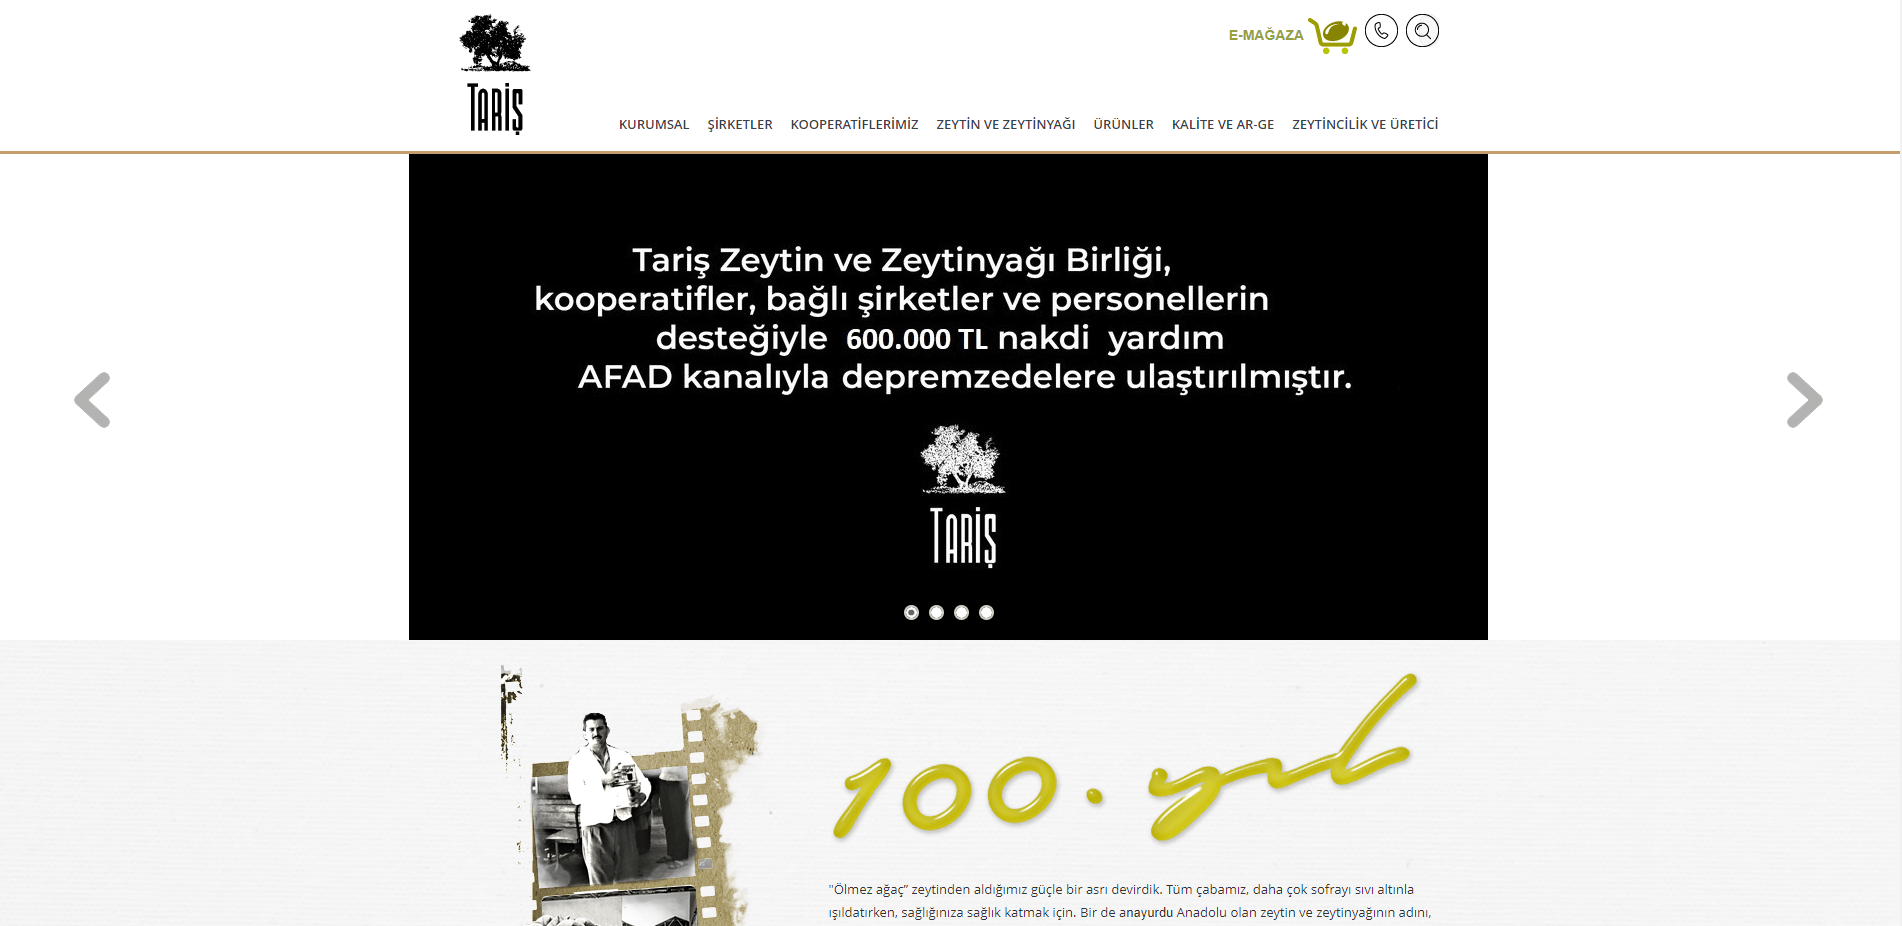 TARİŞ
E-MAĞAZA
KURUMSAL ŞİRKETLER KOOPERATİFLERİMİZ ZEYTİN VE ZEYTİNYAĞI ÜRÜNLER KALİTE VE AR-GE ZEYTİNCİLİK VE ÜRETİCİ
Tariş Zeytin ve Zeytinyağı Birliği,
kooperatifler, bağlı şirketler ve personellerin
desteğiyle 600.000 TL nakdi yardım
AFAD kanalıyla depremzedelere ulaştırılmıştır.
TARİŞ
100. yıl
"Ölmez ağaç” zeytinden aldığımız güçle bir asrı devirdik. Tüm çabamız, daha çok sofrayı sıvı altınla
ışıldatırken, sağlığınıza sağlık katmak için. Bir de anayurdu Anadolu olan zeytin ve zeytinyağının adını,